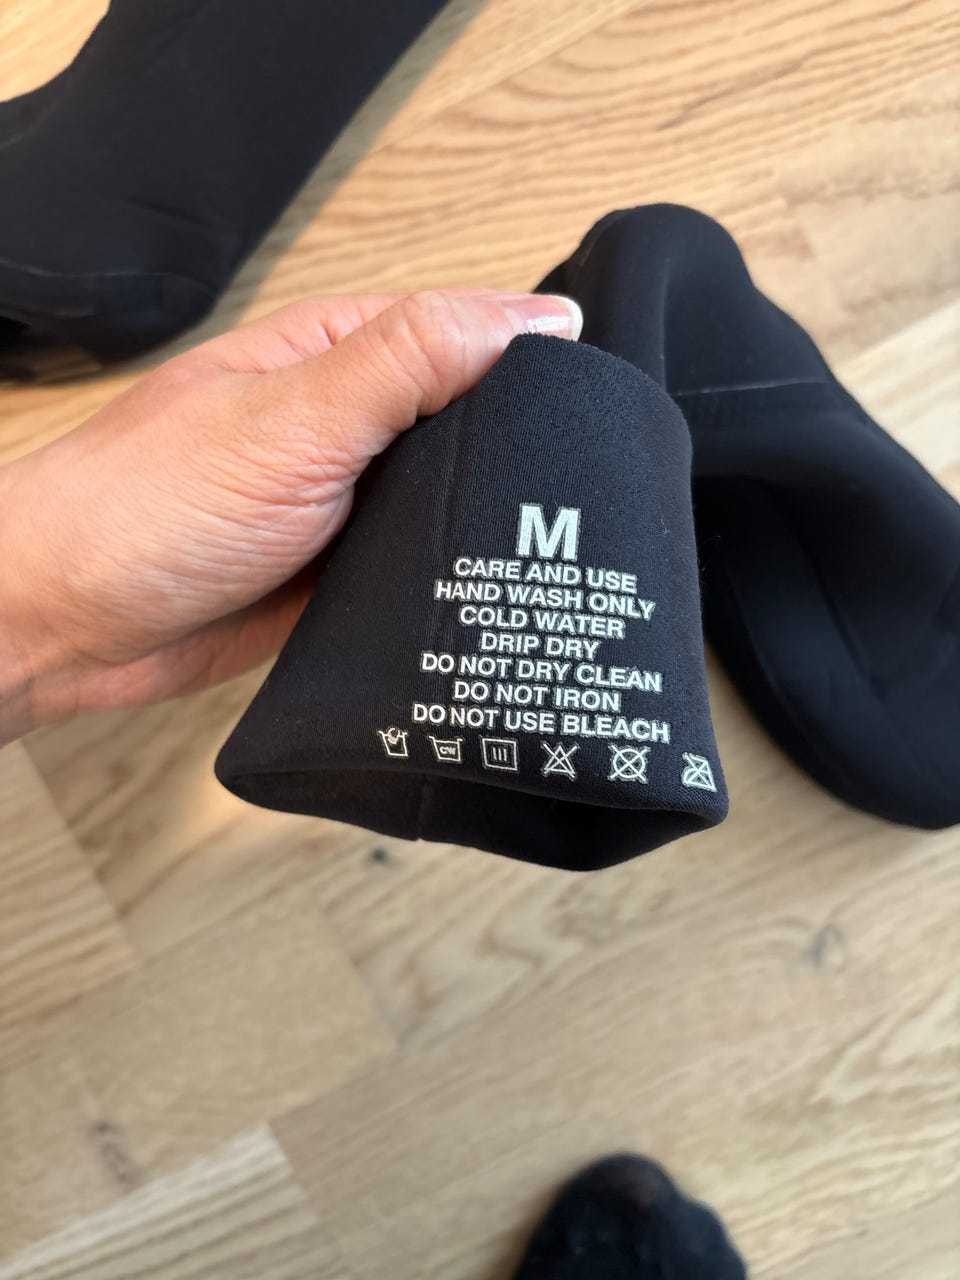 M
CARE AND USE
HAND WASH ONLY
COLD WATER
DRIP DRY
DO NOT DRY CLEAN
DO NOT IRON
DO NOT USE BLEACH
CW